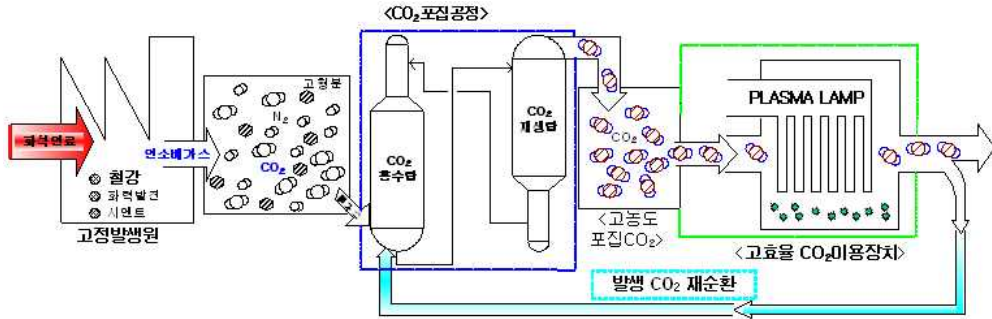 <CO₂포집공정>
화석연료
연소배가스
철강
화력발전
시멘트
고정발생원
고형분
N₂
CO₂
CO₂
흡수탑
CO₂
재생탑
CO₂
<고농도
포집CO₂>
PLASMA LAMP
<고효율 CO₂이용장치>
발생 CO₂ 재순환